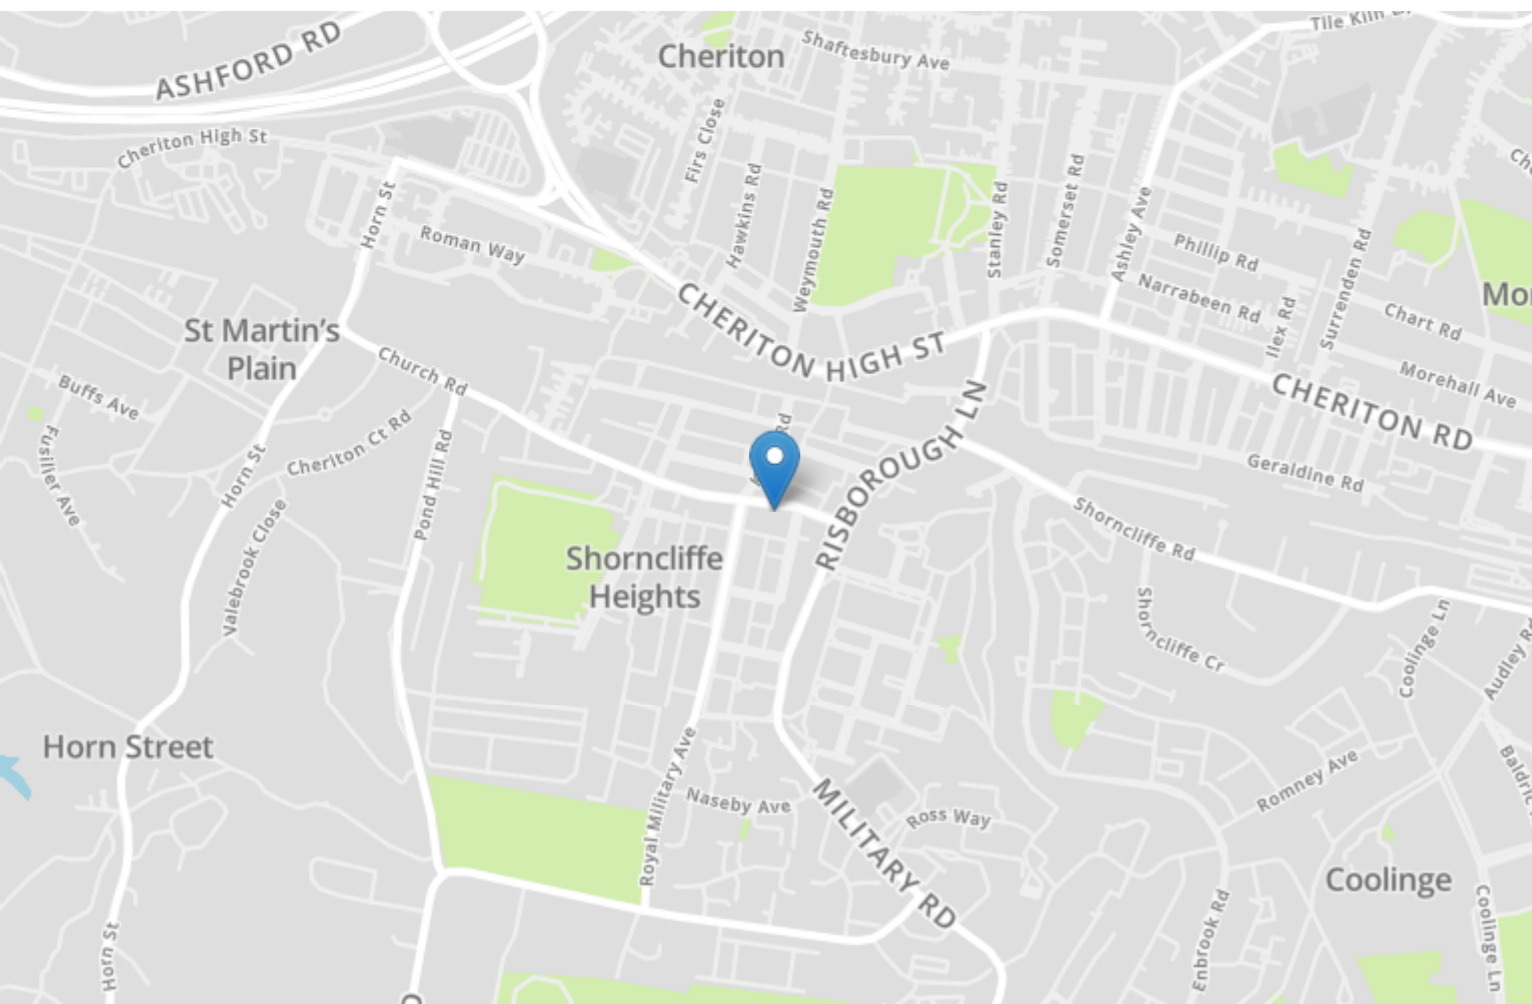 Tile Kiln
ASHFORD RD
Cheriton
Shaftesbury Ave
Cheriton High St
Firs Close
Horn St
Roman Way
Hawkins Rd
Weymouth Rd
Stanley Rd
Somerset Rd
Ashley Ave
Phillip Rd
Narrabeen Rd
Ilex Rd
Surrenden Rd
Chart Rd
CHERITON HIGH ST
St Martin's
Plain
Church Rd
Buffs Ave
Morehall Ave
CHERITON RD
Rd
RISBOROUGH LN
Cheriton Ct Rd
Pond Hill Rd
Horn St
Fusilier Ave
Geraldine Rd
Shorncliffe Rd
Valebrook Close
Shorncliffe
Heights
Shorncliffe Cr
Coolinge Ln
Audley Rd
Horn Street
Royal Military Ave
Naseby Ave
MILITARY RD
Ross Way
Romney Ave
Coolinge
Enbrook Rd
Coolinge Ln
Horn St